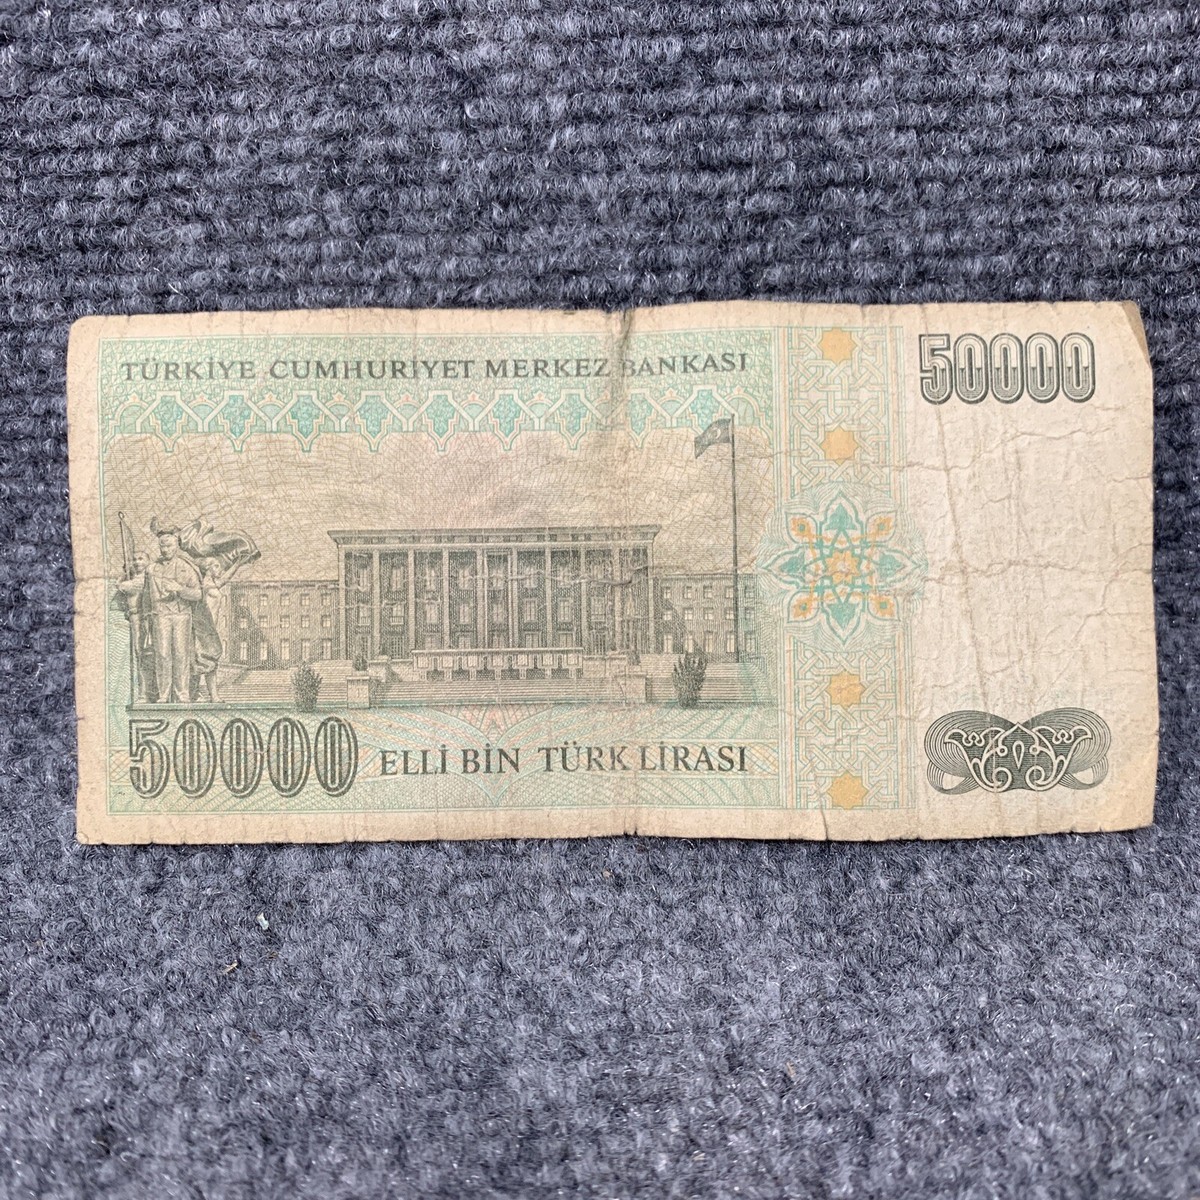 TÜRKİYE CUMHURİYET MERKEZ BANKASI
50000
50000
ELLİ BİN TÜRK LİRASI